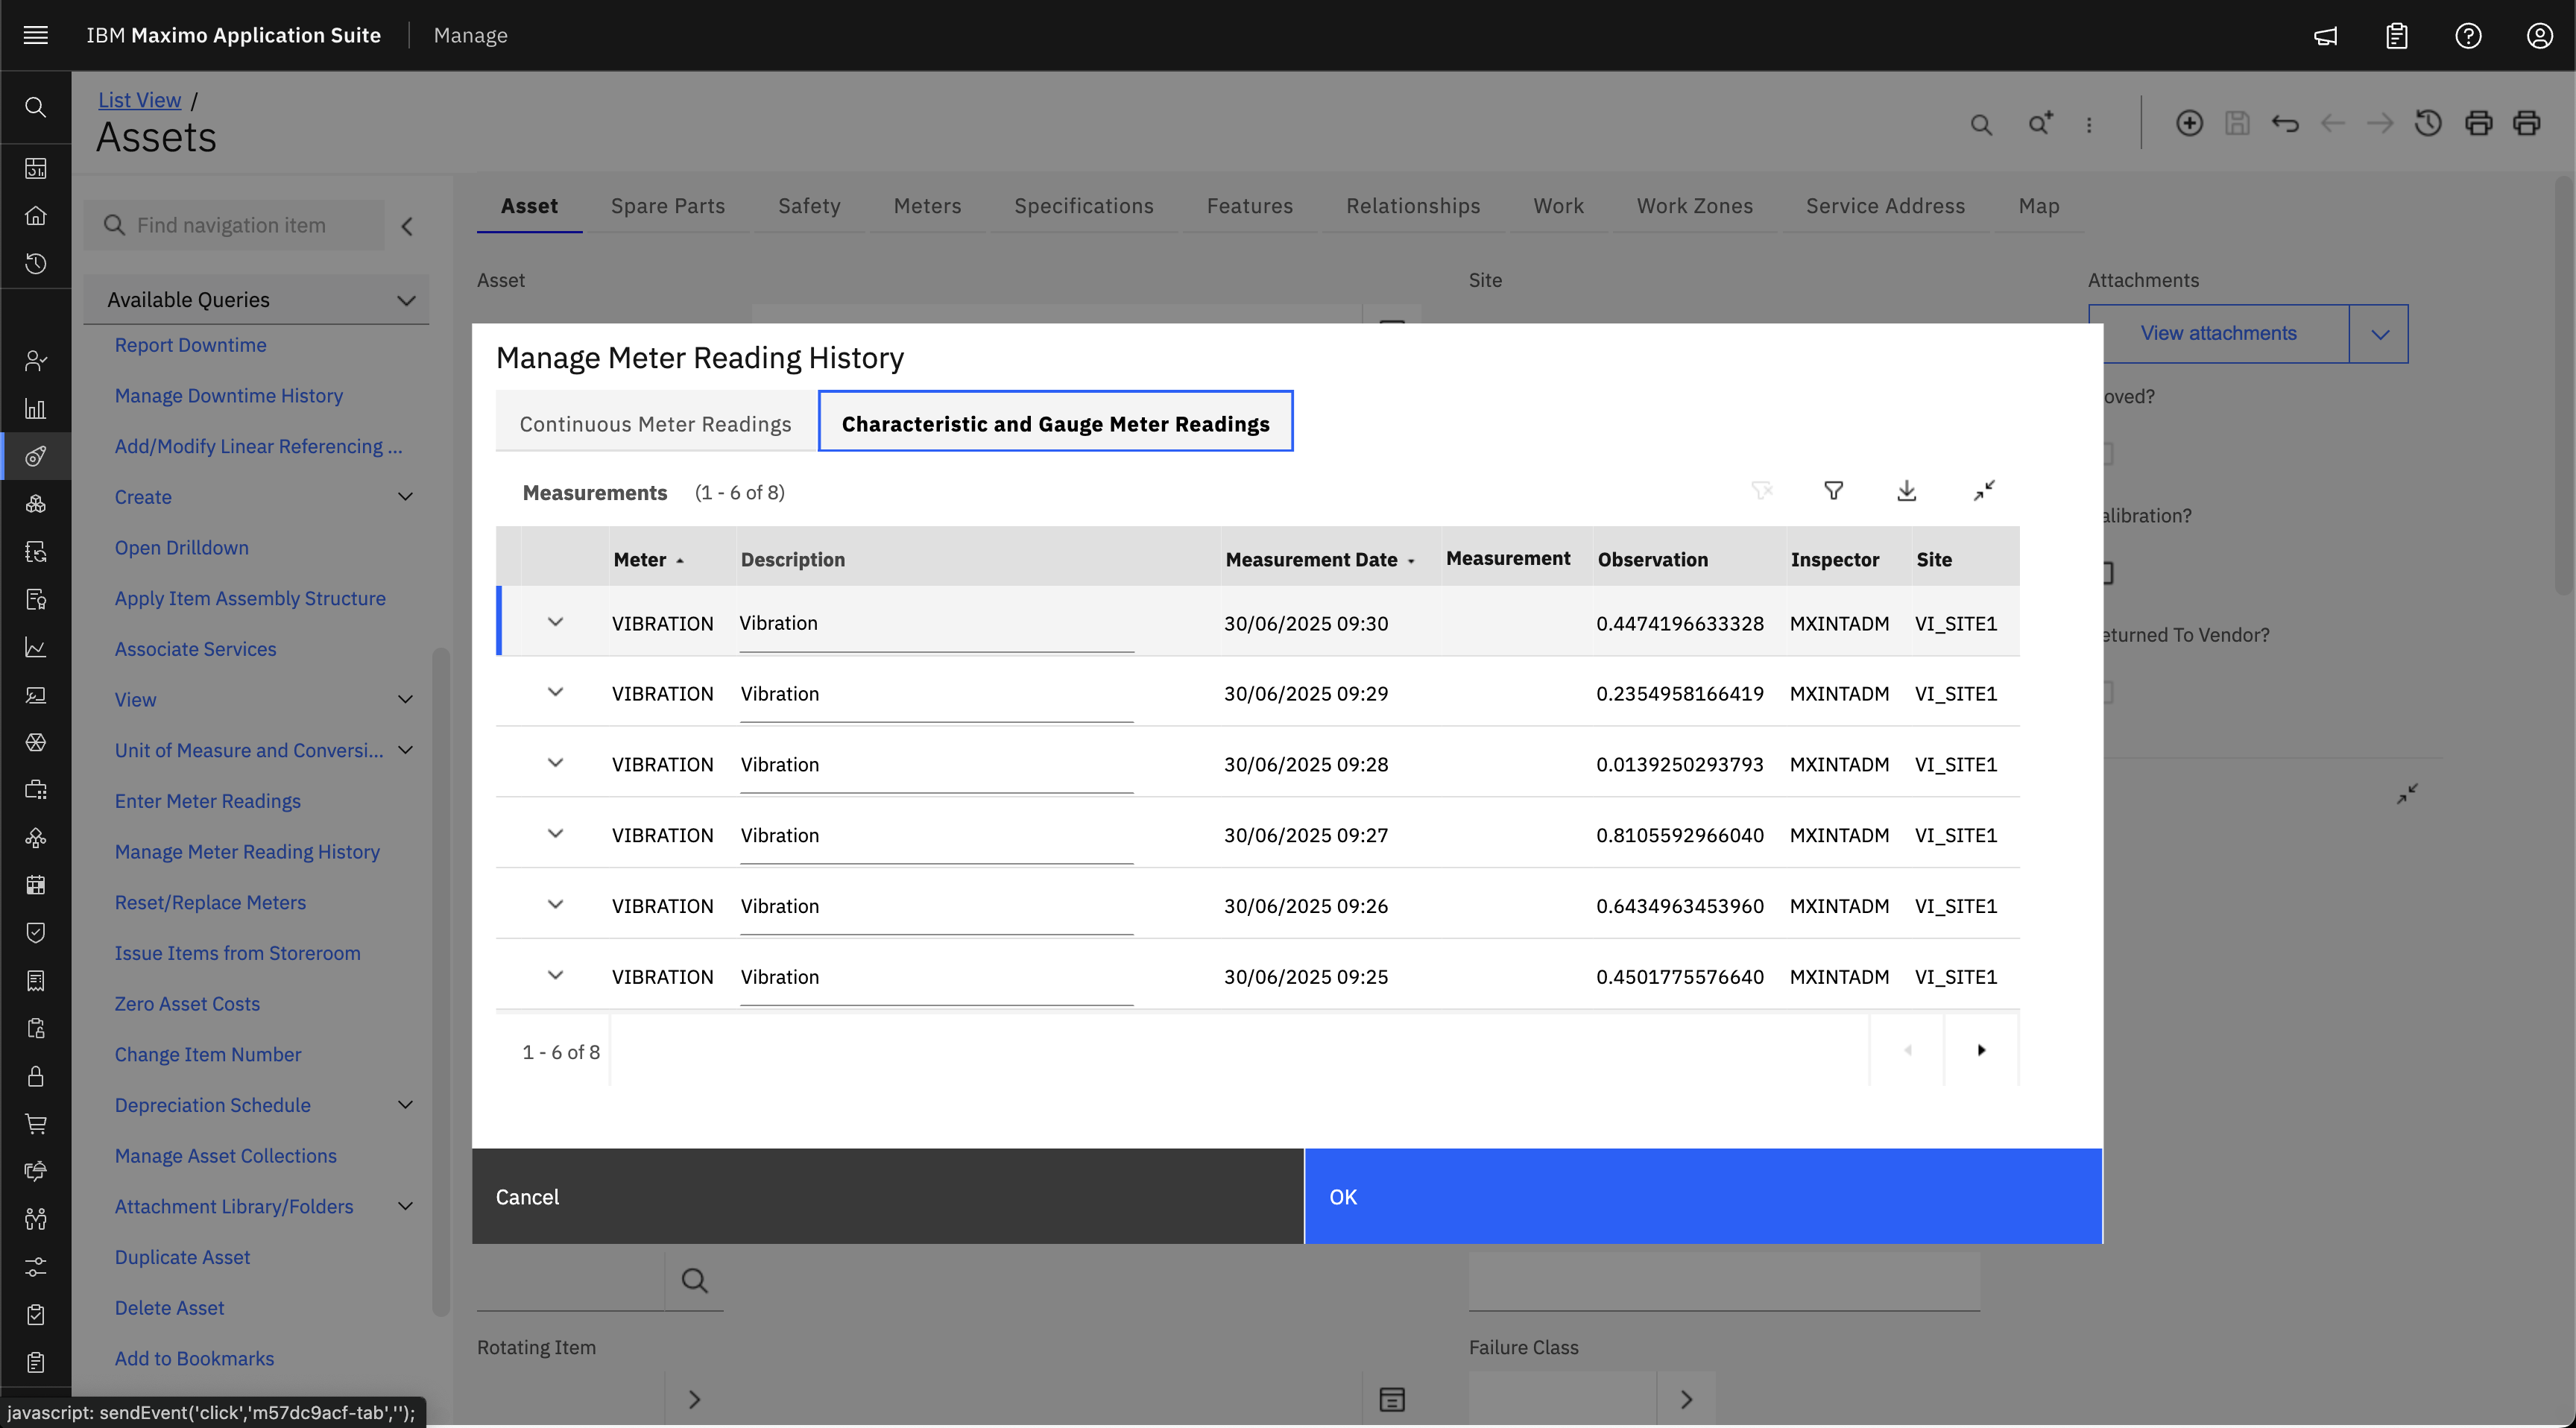 IBM Maximo Application Suite Manage
List View /
Assets
Find navigation item
Available Queries
Report Downtime
Manage Downtime History
Add/Modify Linear Referencing ...
Create
Open Drilldown
Apply Item Assembly Structure
Associate Services
View
Unit of Measure and Conversi...
Enter Meter Readings
Manage Meter Reading History
Reset/Replace Meters
Issue Items from Storeroom
Zero Asset Costs
Change Item Number
Depreciation Schedule
Manage Asset Collections
Attachment Library/Folders
Duplicate Asset
Delete Asset
Add to Bookmarks
javascript: sendEvent('click','m57dc9acf-tab','');
Asset Spare Parts Safety Meters Specifications Features Relationships Work Work Zones Service Address Map
Asset Site Attachments
View attachments
oved?
alibration?
eturned To Vendor?
Manage Meter Reading History
Continuous Meter Readings Characteristic and Gauge Meter Readings
Measurements (1 - 6 of 8)
Meter Description Measurement Date Measurement Observation Inspector Site
VIBRATION Vibration 30/06/2025 09:30 0.4474196633328 MXINTADM VI_SITE1
VIBRATION Vibration 30/06/2025 09:29 0.2354958166419 MXINTADM VI_SITE1
VIBRATION Vibration 30/06/2025 09:28 0.0139250293793 MXINTADM VI_SITE1
VIBRATION Vibration 30/06/2025 09:27 0.8105592966040 MXINTADM VI_SITE1
VIBRATION Vibration 30/06/2025 09:26 0.6434963453960 MXINTADM VI_SITE1
VIBRATION Vibration 30/06/2025 09:25 0.4501775576640 MXINTADM VI_SITE1
1 - 6 of 8
Cancel OK
Rotating Item Failure Class